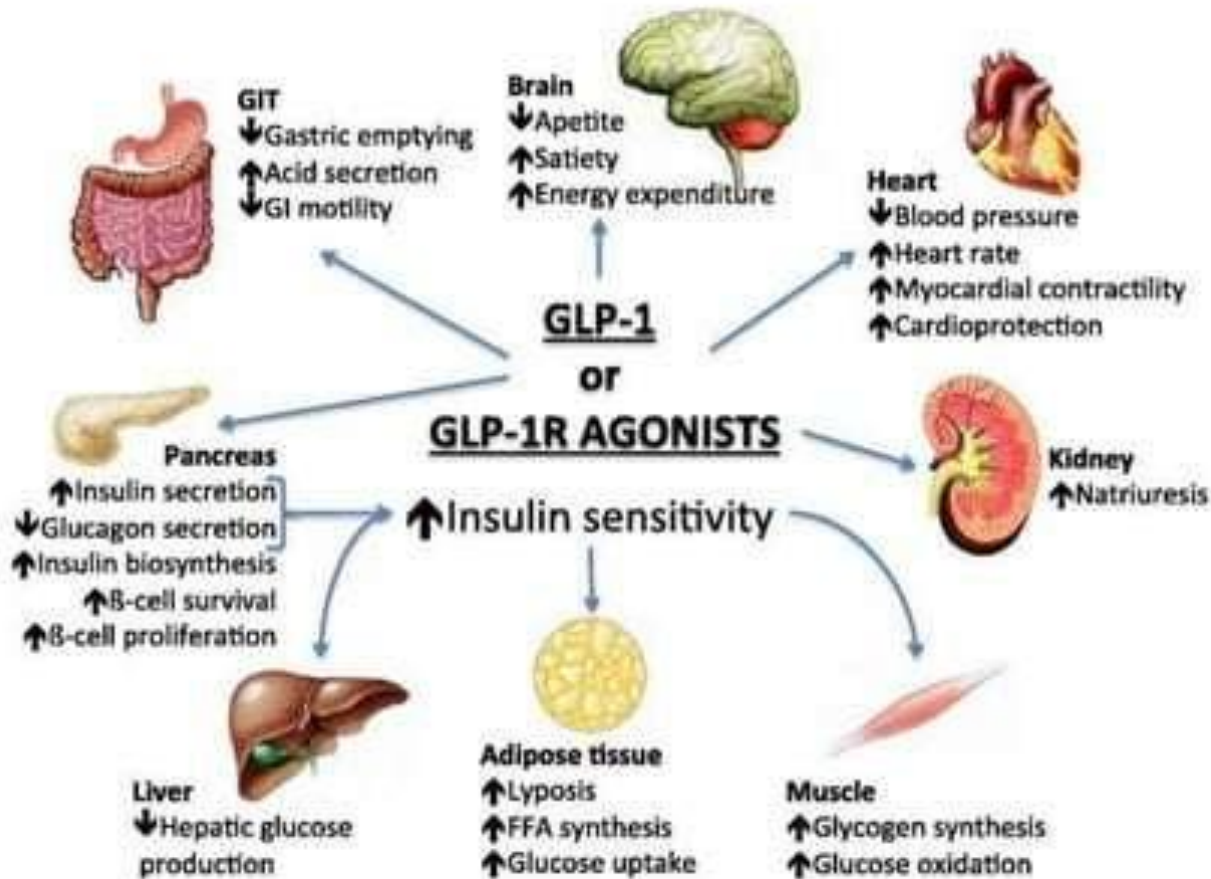 GIT
↓Gastric emptying
↑Acid secretion
↓GI motility
Brain
↓Apetite
↑Satiety
↑Energy expenditure
Heart
↓Blood pressure
↑Heart rate
↑Myocardial contractility
↑Cardioprotection
GLP-1
or
GLP-1R AGONISTS
Pancreas
↑Insulin secretion
↓Glucagon secretion
↑Insulin biosynthesis
↑ß-cell survival
↑ß-cell proliferation
Kidney
↑Natriuresis
↑Insulin sensitivity
Liver
↓Hepatic glucose
production
Adipose tissue
↑Lyposis
↑FFA synthesis
↑Glucose uptake
Muscle
↑Glycogen synthesis
↑Glucose oxidation